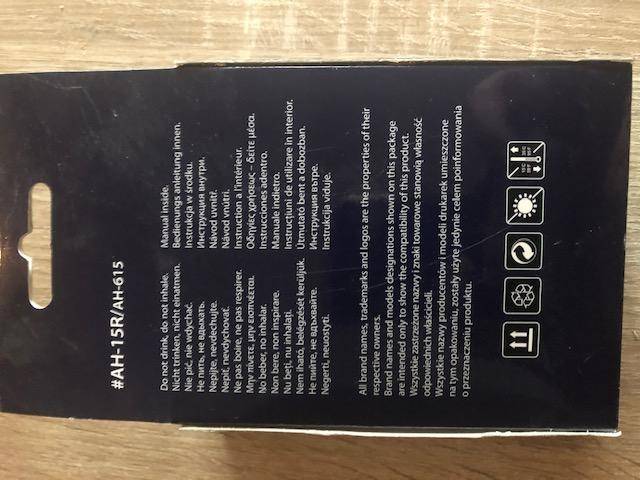 #AH-15R/AH-615
Do not drink, do not inhale.
Nicht trinken, nicht einatmen.
Nie pić, nie wdychać.
Не пить, не вдыхать.
Nepijte, nevdechujte.
Nepiť, nevdychovať.
Ne pas boire, ne pas respirer.
Μην πίνετε, μην εισπνέεται.
No beber, no inhalar.
Non bere, non inspirere.
Nu beți, nu inhalați.
Nem iható, belégzését kerüljük.
Не пийте, не вдъхвайте.
Negerti, neuostyti.
Manual inside.
Bedienungs anleitung innen.
Instrukcja w środku.
Инструкция внутри.
Návod uvnitř.
Návod vnútri.
Instruction a l'intérieur.
Οδηγίες χρησεως – δείτε μέσα.
Instrucciones adentro.
Manuale indietro.
Instrucțiuni de utilizare in interior.
Útmutató bent a dobozban.
Инструкция вътре.
Instrukcija viduje.
All brand names, trademarks and logos are the properties of their
respective owners.
Brand names and models designations shown on this package
are intended only to show the compatibility of this product.
Wszystkie zastrzeżone nazwy i znaki towarowe stanowią własność
odpowiednich właścicieli.
Wszystkie nazwy producentów i modeli drukarek umieszczone
na tym opakowaniu, zostały użyte jedynie celem poinformowania
o przeznaczeniu produktu.